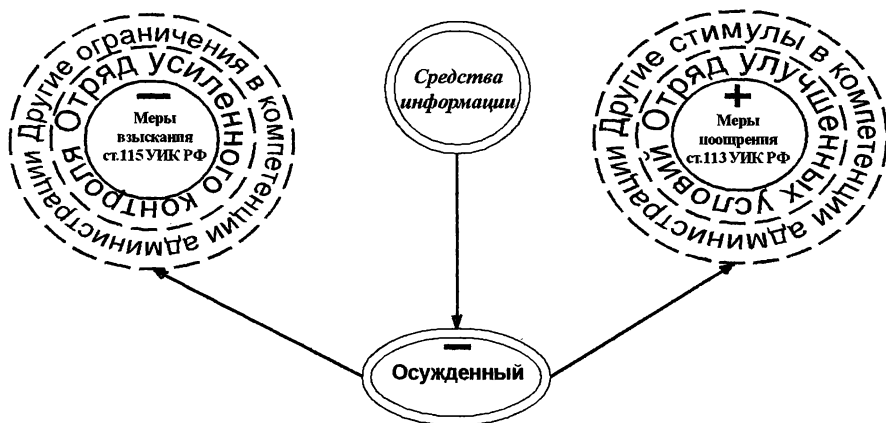 Другие ограничения в компетенции администрации
Отряд усиленного контроля
−
Меры
взыскания
ст.115 УИК РФ
Средства
информации
Другие стимулы в компетенции администрации
Отряд улучшенных условий
+
Меры
поощрения
ст.113 УИК РФ
−
Осужденный